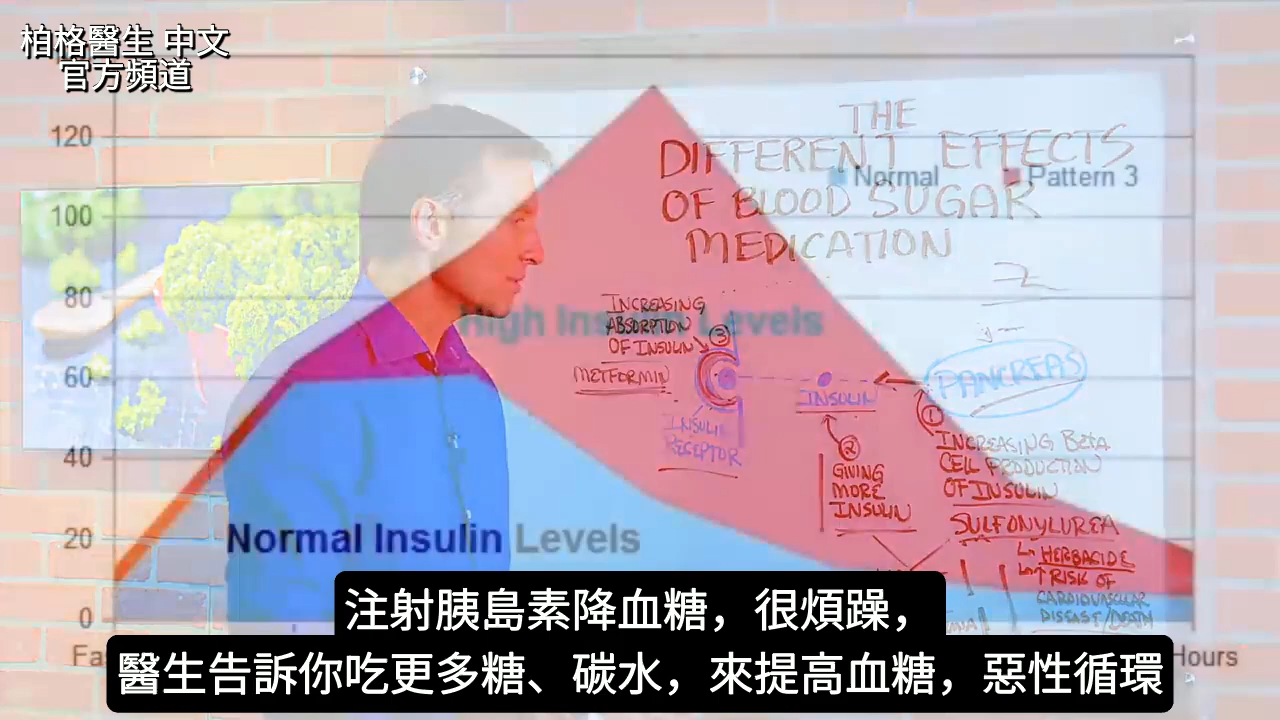 柏格醫生 中文
官方頻道
120
100
80
60
40
20
0
THE
DIFFERENT EFFECTS
OF BLOOD SUGAR
MEDICATION
Normal
Pattern 3
High Insulin Levels
INCREASING
ABSORPTION
OF INSULIN
③
METFORMIN
INSULIN
RECEPTOR
INSULIN
PANCREAS
①
INCREASING BETA
CELL PRODUCTION
OF INSULIN
②
GIVING
MORE
INSULIN
SULFONYLUREA
HERBACIDE
↑ RISK OF
CARDIOVASCULAR
DISEASE/DEATH
Normal Insulin Levels
Hours
注射胰島素降血糖，很煩躁，
醫生告訴你吃更多糖、碳水，來提高血糖，惡性循環